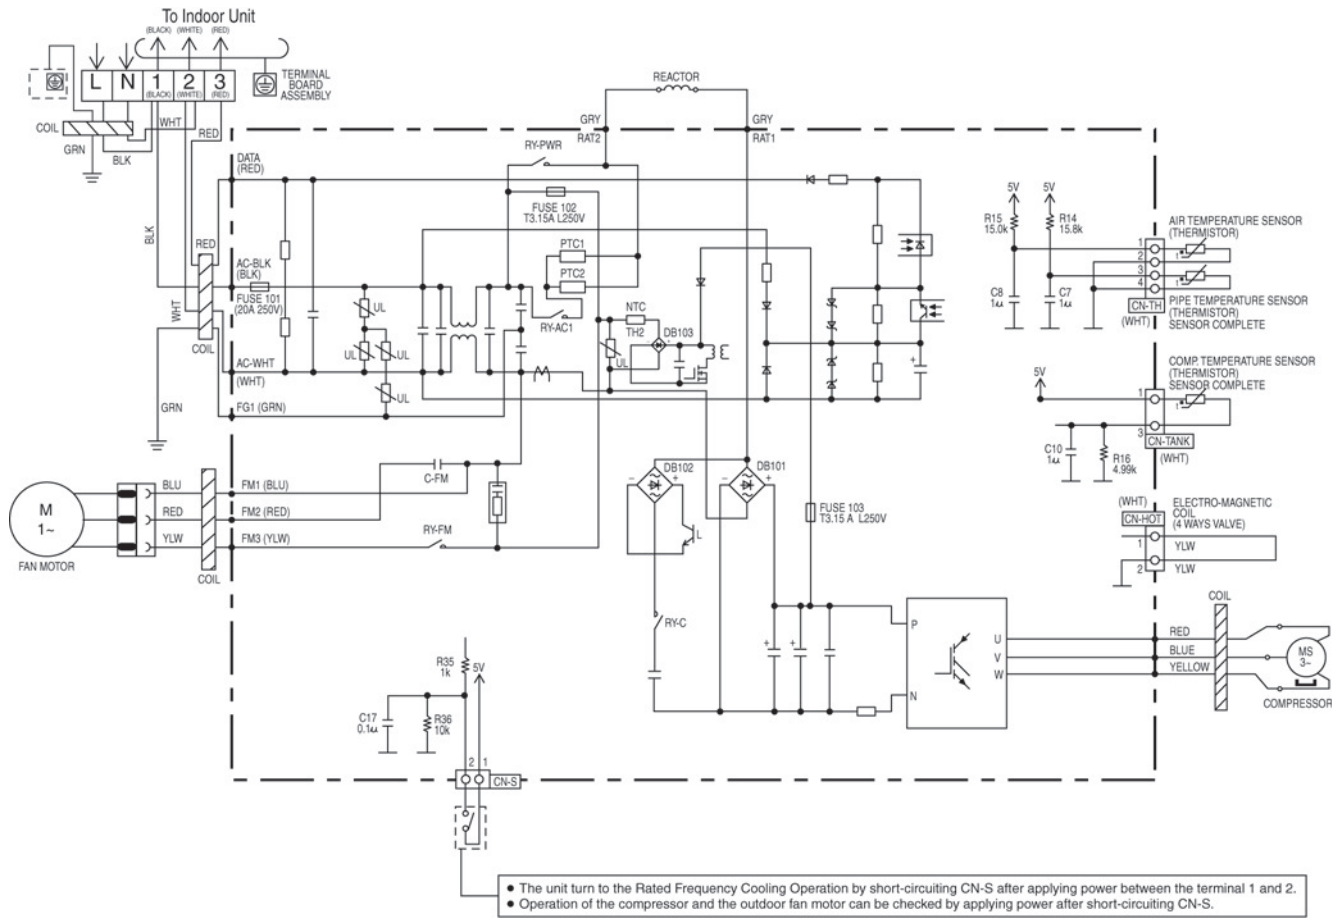 To Indoor Unit
(BLACK) (WHITE) (RED)
L N 1 2 3
(BLACK) (WHITE) (RED)
TERMINAL
BOARD
ASSEMBLY
COIL
WHT
RED
GRN
BLK
REACTOR
GRY
GRY
RAT2
RAT1
RY-PWR
DATA
(RED)
FUSE 102
T3.15A L250V
BLK
RED
AC-BLK
(BLK)
FUSE 101
(20A 250V)
WHT
COIL
UL
UL
UL
UL
PTC1
PTC2
RY-AC1
NTC
TH2
DB103
UL
AC-WHT
(WHT)
GRN
FG1 (GRN)
5V
5V
R15
15.0k
R14
15.8k
C8
1µ
C7
1µ
1
2
3
4
t
t
CN-TH
(WHT)
AIR TEMPERATURE SENSOR
(THERMISTOR)
PIPE TEMPERATURE SENSOR
(THERMISTOR)
SENSOR COMPLETE
COMP. TEMPERATURE SENSOR
(THERMISTOR)
SENSOR COMPLETE
5V
1
t
3
CN-TANK
(WHT)
C10
1µ
R16
4.99k
C-FM
DB102
DB101
- +
- +
L
FUSE 103
T3.15 A L250V
M
1~
FAN MOTOR
BLU
RED
YLW
COIL
FM1 (BLU)
FM2 (RED)
FM3 (YLW)
RY-FM
(WHT)
CN-HOT
ELECTRO-MAGNETIC
COIL
(4 WAYS VALVE)
1
YLW
2
YLW
RY-C
+
+
+
P
N
U
V
W
RED
BLUE
YELLOW
COIL
MS
3~
COMPRESSOR
R35
1k
5V
C17
0.1µ
R36
10k
2 1
CN-S
● The unit turn to the Rated Frequency Cooling Operation by short-circuiting CN-S after applying power between the terminal 1 and 2.
● Operation of the compressor and the outdoor fan motor can be checked by applying power after short-circuiting CN-S.